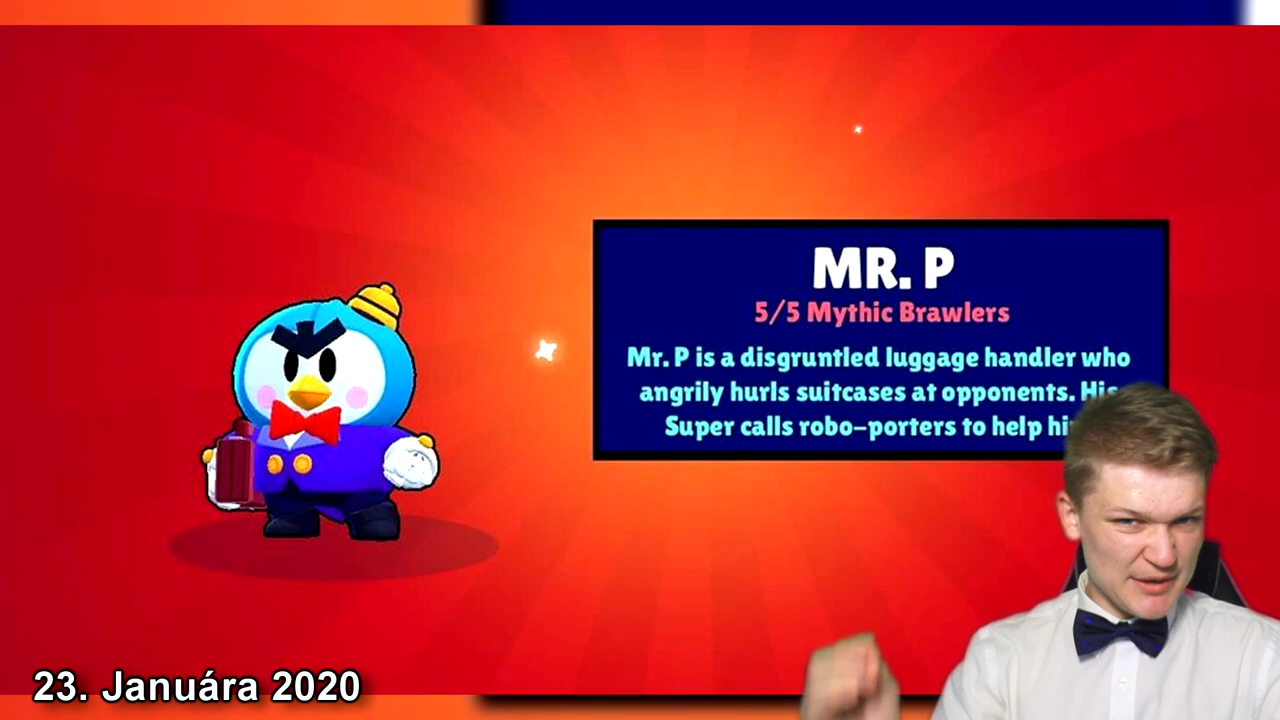 MR. P
5/5 Mythic Brawlers
Mr. P is a disgruntled luggage handler who
angrily hurls suitcases at opponents. His
Super calls robo-porters to help
23. Januára 2020